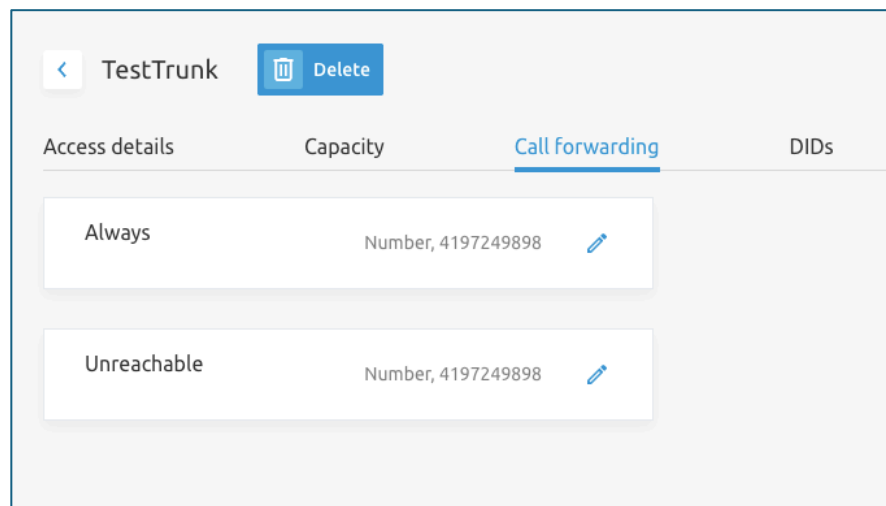 TestTrunk
Delete
Access details Capacity Call forwarding DIDs
Always
Number, 4197249898
Unreachable
Number, 4197249898